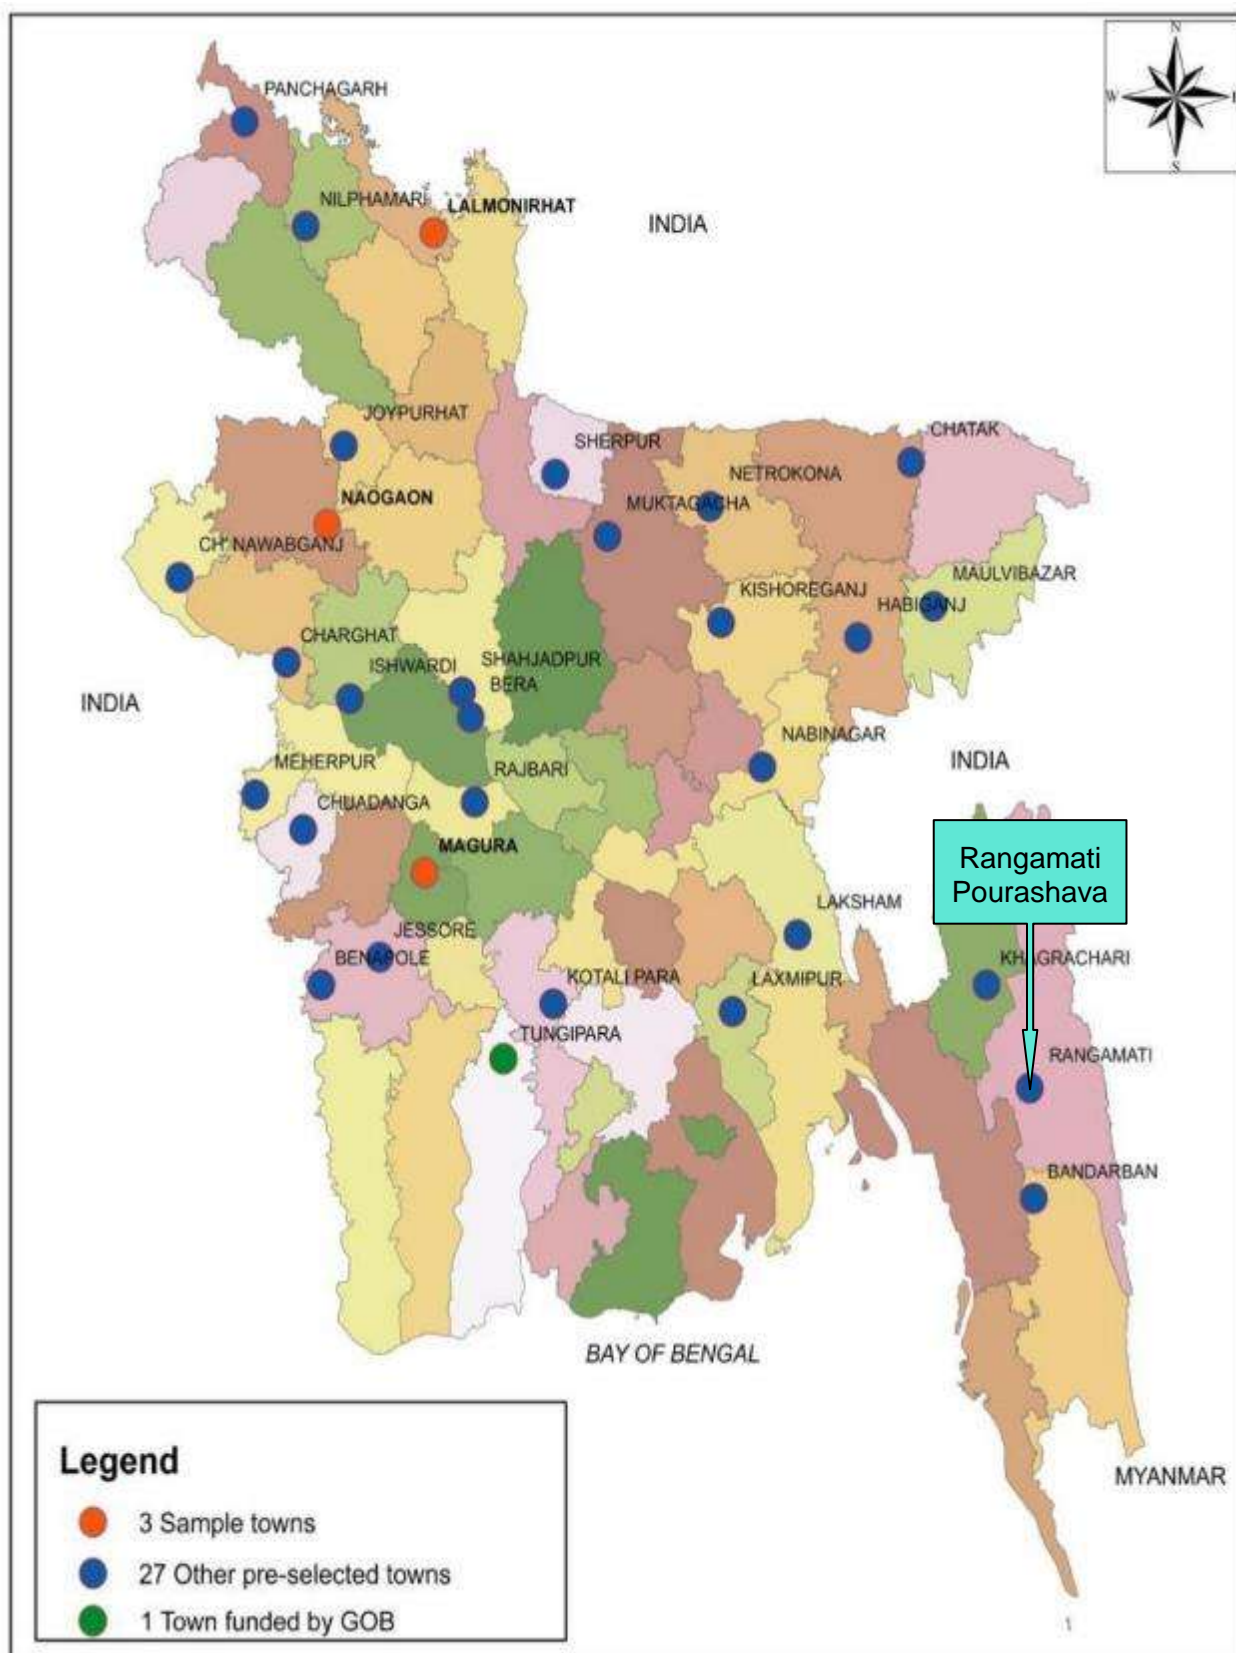 N
W
E
S
PANCHAGARH
NILPHAMARI
LALMONIRHAT
INDIA
JOYPURHAT
SHERPUR
CHATAK
NETROKONA
NAOGAON
MUKTAGACHA
CH' NAWABGANJ
MAULVIBAZAR
KISHOREGANJ
HABIGANJ
CHARGHAT
ISHWARDI
SHAHJADPUR
BERA
INDIA
NABINAGAR
INDIA
MEHERPUR
RAJBARI
CHUADANGA
MAGURA
Rangamati
Pourashava
LAKSHAM
JESSORE
BENAPOLE
KOTALI PARA
LAXMIPUR
KHAGRACHARI
TUNGIPARA
RANGAMATI
BANDARBAN
BAY OF BENGAL
MYANMAR
Legend
3 Sample towns
27 Other pre-selected towns
1 Town funded by GOB
1